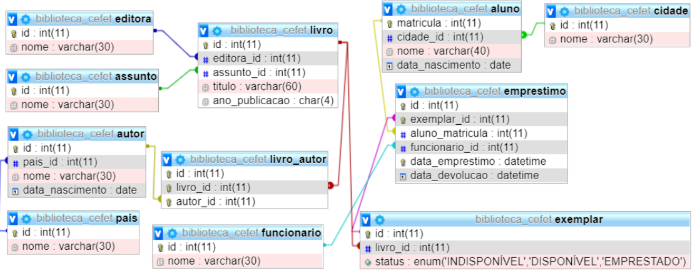 biblioteca_cefet editora
id : int(11)
nome : varchar(30)
biblioteca_cefet assunto
id : int(11)
nome : varchar(30)
biblioteca_cefet autor
id : int(11)
pais_id : int(11)
nome : varchar(30)
data_nascimento : date
biblioteca_cefet pais
id : int(11)
nome : varchar(30)
biblioteca_cefet livro
id : int(11)
editora_id : int(11)
assunto_id : int(11)
titulo : varchar(60)
ano_publicacao : char(4)
biblioteca_cefet livro_autor
id : int(11)
livro_id : int(11)
autor_id : int(11)
biblioteca_cefet funcionario
id : int(11)
nome : varchar(30)
biblioteca_cefet aluno
matricula : int(11)
cidade_id : int(11)
nome : varchar(40)
data_nascimento : date
biblioteca_cefet cidade
id : int(11)
nome : varchar(30)
biblioteca_cefet emprestimo
id : int(11)
exemplar_id : int(11)
aluno_matricula : int(11)
funcionario_id : int(11)
data_emprestimo : datetime
data_devolucao : datetime
biblioteca_cefet exemplar
id : int(11)
livro_id : int(11)
status : enum('INDISPONÍVEL','DISPONÍVEL','EMPRESTADO')